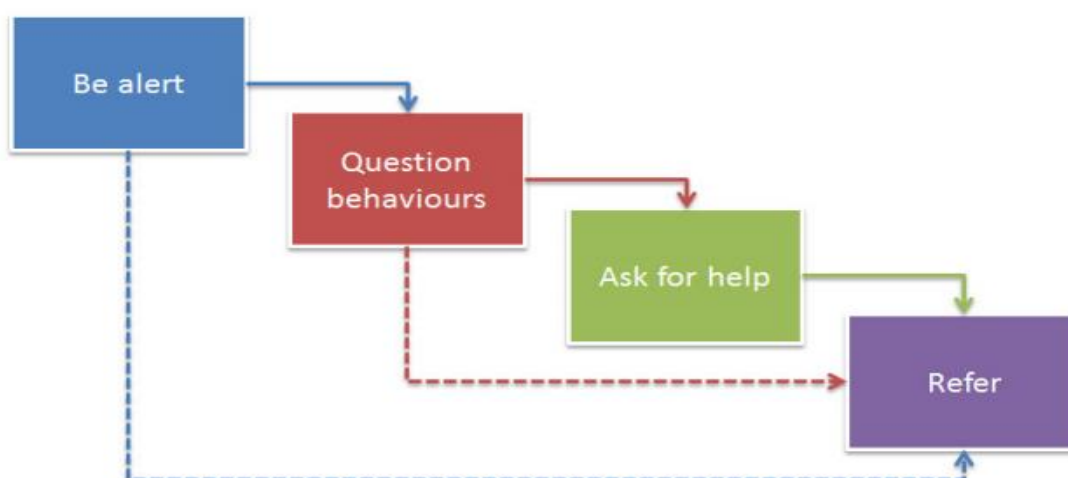 Be alert
Question
behaviours
Ask for help
Refer